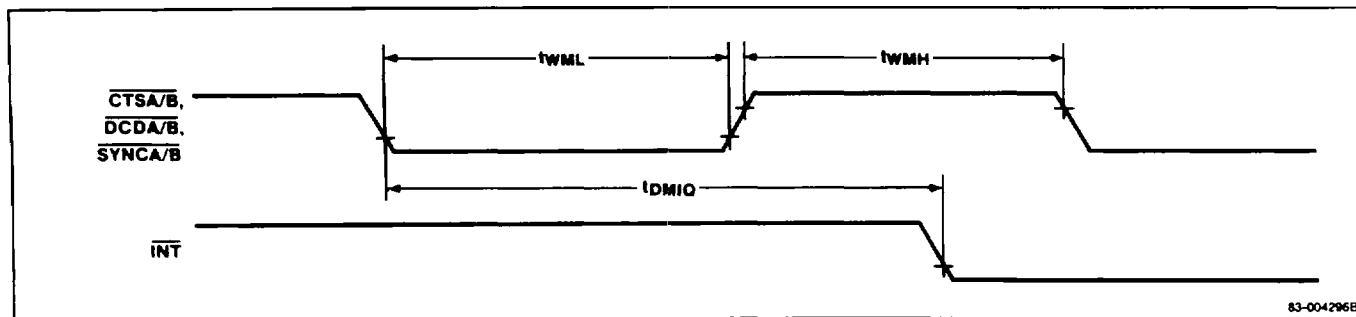 tWML
tWMH
CTSA/B,
DCDA/B,
SYNCA/B
tDMIQ
INT
83-004296B